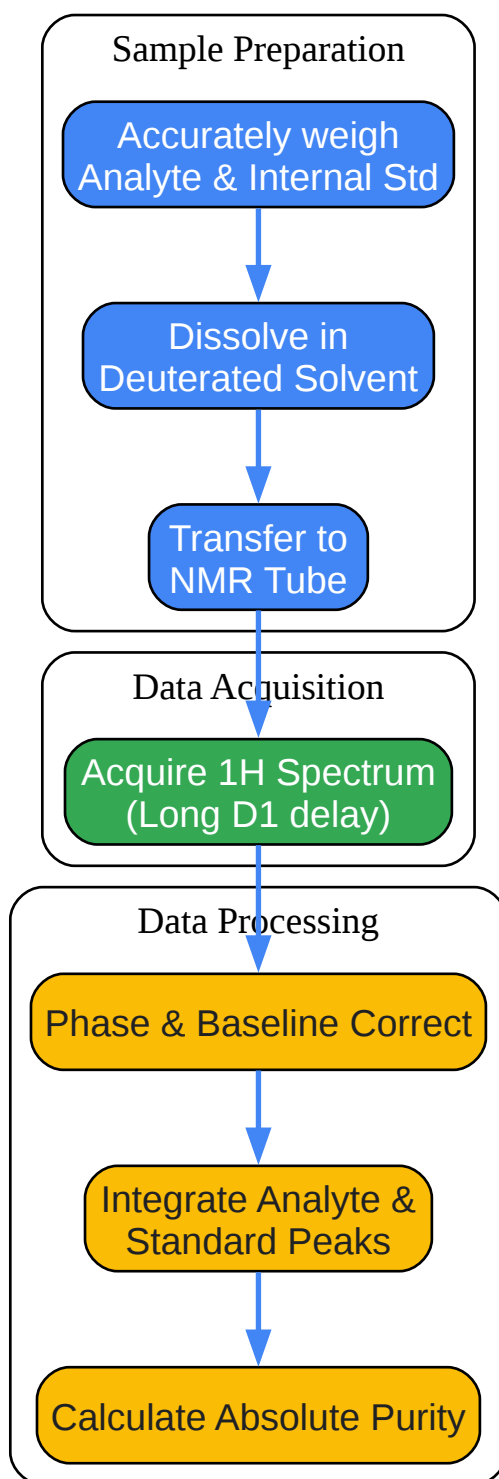 Sample Preparation
Accurately weigh
Analyte & Internal Std
Dissolve in
Deuterated Solvent
Transfer to
NMR Tube
Data Acquisition
Acquire 1H Spectrum
(Long D1 delay)
Data Processing
Phase & Baseline Correct
Integrate Analyte &
Standard Peaks
Calculate Absolute Purity